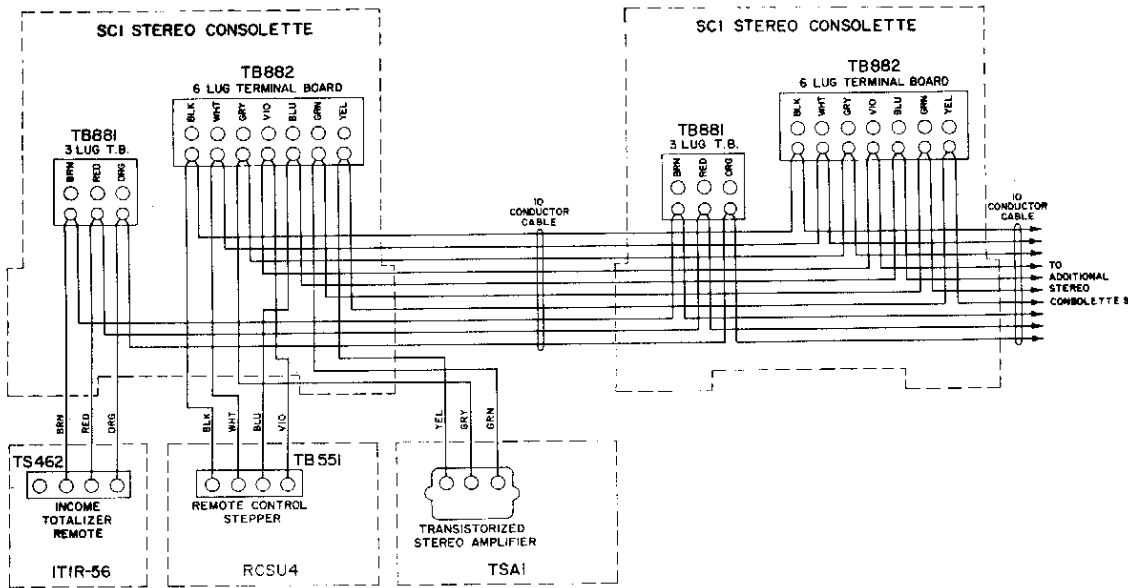 SC1 STEREO CONSOLETTE
TB882
6 LUG TERMINAL BOARD
BLK WHT GRY VIO BLU GRN YEL
TB881
3 LUG T.B.
BRN RED ORG
10
CONDUCTOR
CABLE
SC1 STEREO CONSOLETTE
TB882
6 LUG TERMINAL BOARD
BLK WHT GRY VIO BLU GRN YEL
TB881
3 LUG T.B.
BRN RED ORG
10
CONDUCTOR
CABLE
TO
ADDITIONAL
STEREO
CONSOLETTES
BRN RED ORG
TS462
INCOME
TOTALIZER
REMOTE
ITIR-56
BLK WHT BLU VIO
TB551
REMOTE CONTROL
STEPPER
RCSU4
YEL GRY GRN
TRANSISTORIZED
STEREO AMPLIFIER
TSA1